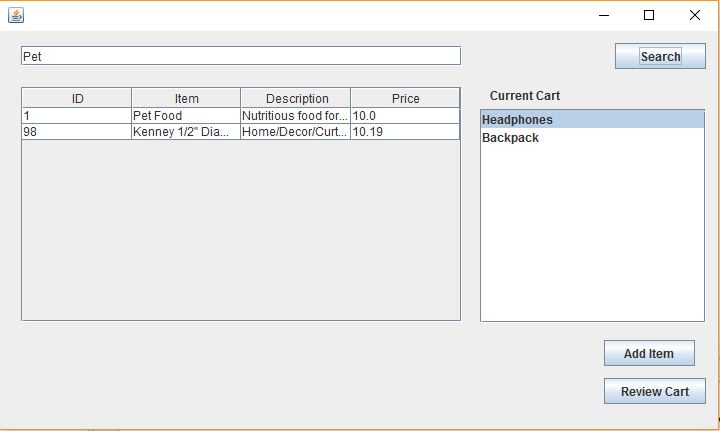 Pet
Search
ID Item Description Price
1 Pet Food Nutritious food for... 10.0
98 Kenney 1/2" Dia... Home/Decor/Curt... 10.19
Current Cart
Headphones
Backpack
Add Item
Review Cart